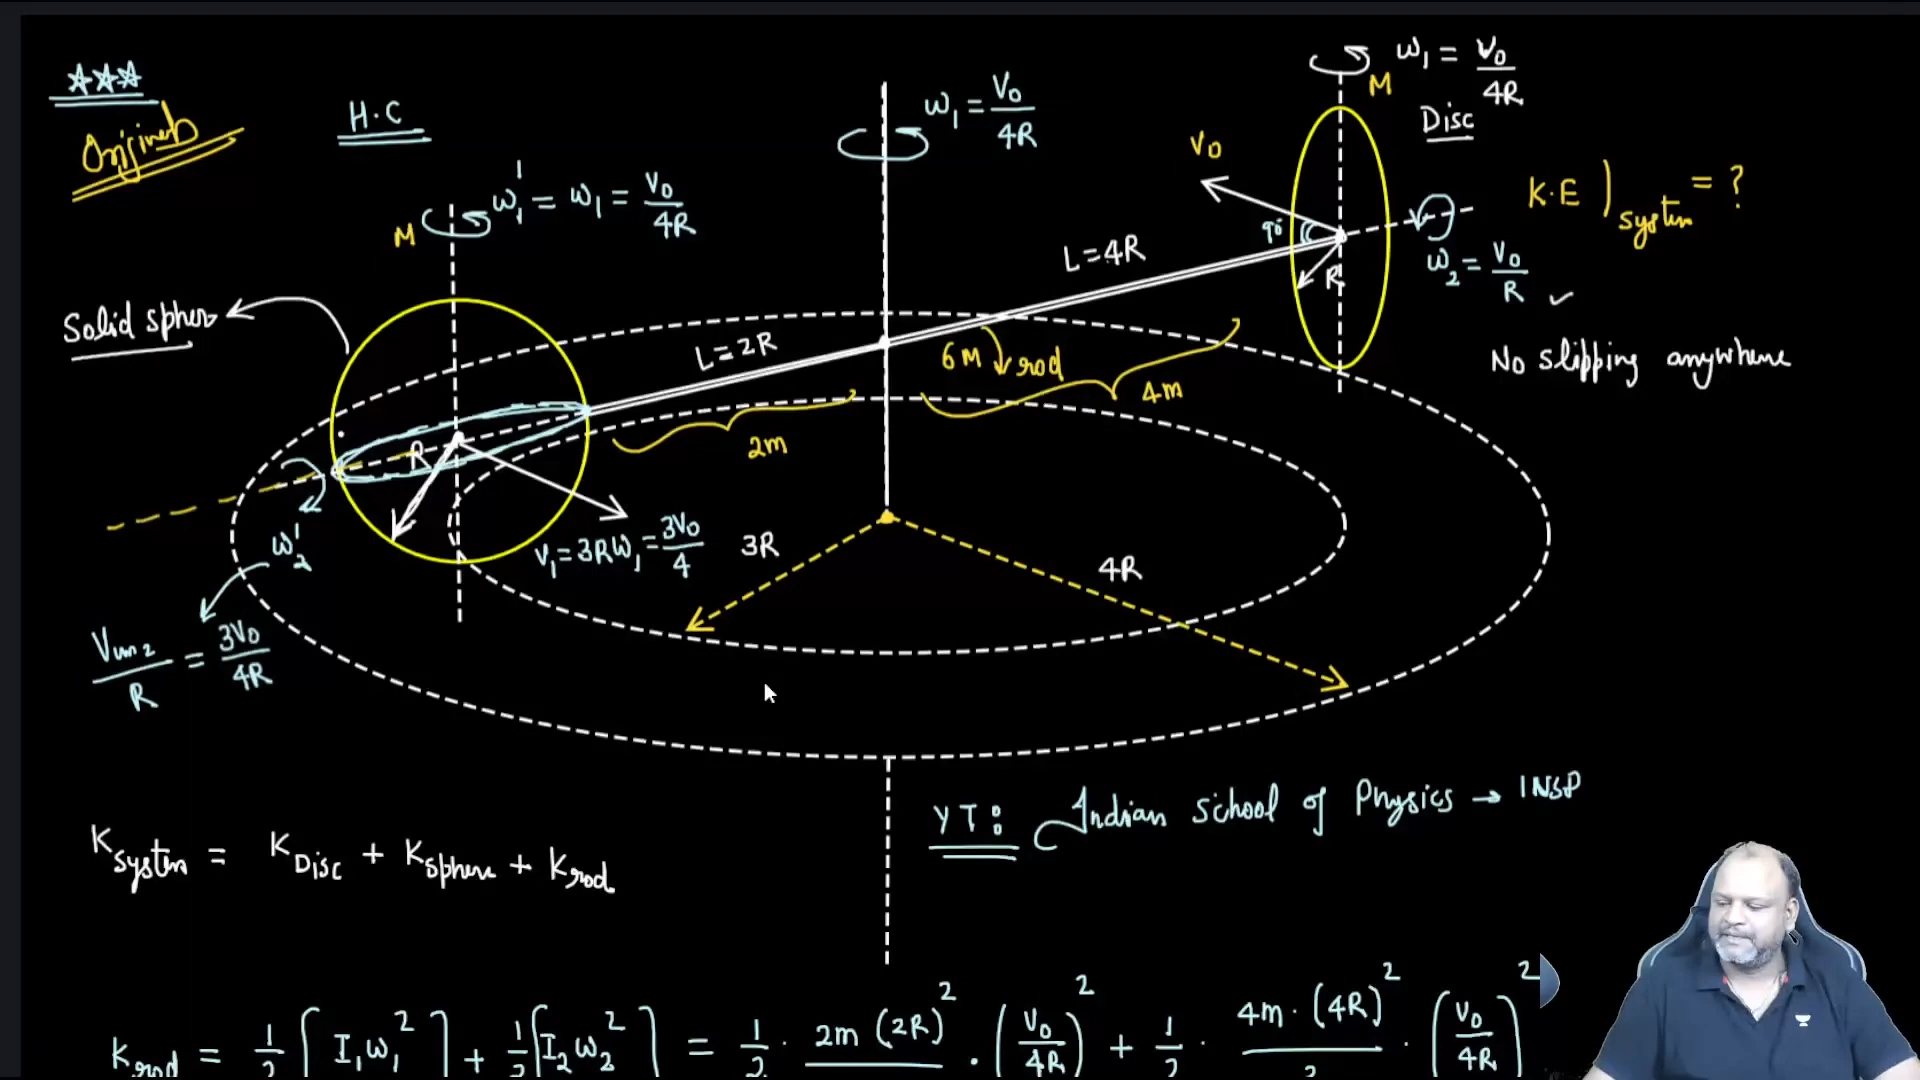 Original
H.C
M ω₁' = ω₁ = V₀/4R
ω₁ = V₀/4R
M ω₁ = V₀/4R
Disc
V₀
90°
R
ω₂ = V₀/R ✓
K.E )system = ?
No slipping anywhere
L=4R
L=2R
6M rod
4m
2m
Solid spher
R
V₁ = 3Rω₁ = 3V₀/4
3R
4R
ω₂'
/R = 3V₀/4R
YT: Indian School of Physics → INSP
Ksystem = KDisc + Ksphere + Krod
Krod = 1/2 [I₁ω₁²] + 1/2 [I₂ω₂²] = 1/2 · 2m (2R)² · (V₀/4R)² + 1/2 · 4m · (4R)² · (V₀/4R)²